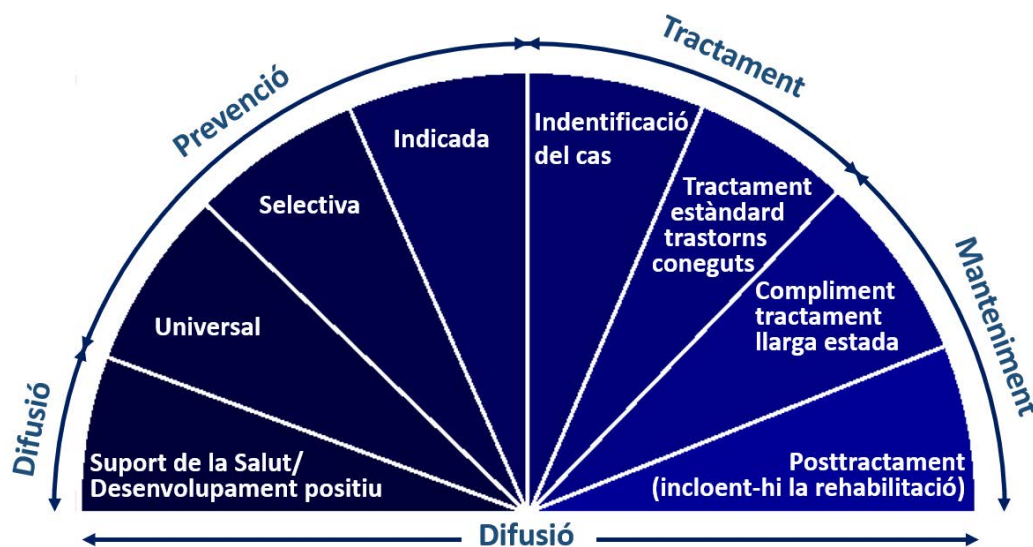 Tractament
Prevenció
Indicada
Indentificació
del cas
Selectiva
Tractament
estàndard
trastorns
coneguts
Universal
Compliment
tractament
llarga estada
Manteniment
Difusió
Suport de la Salut/
Desenvolupament positiu
Posttractament
(incloent-hi la rehabilitació)
Difusió